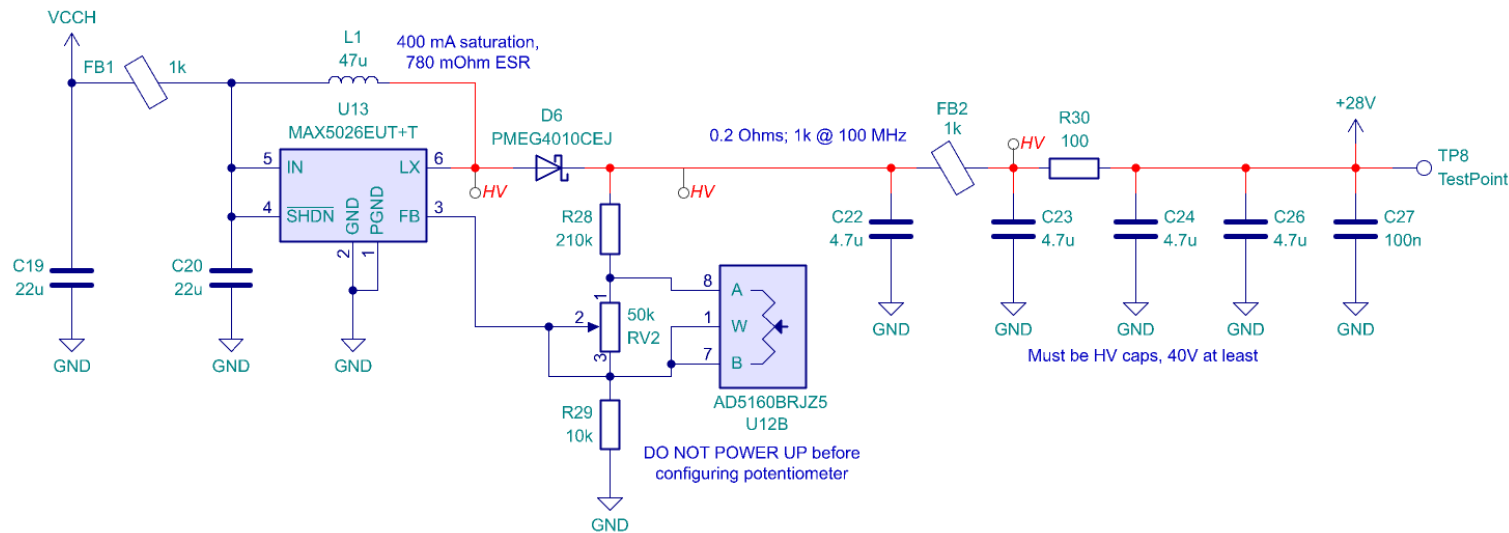 VCCH
FB1
1k
L1
47u
400 mA saturation,
780 mOhm ESR
U13
MAX5026EUT+T
5
IN
LX
6
4
SHDN
GND
PGND
FB
3
2
1
HV
D6
PMEG4010CEJ
HV
0.2 Ohms; 1k @ 100 MHz
FB2
1k
HV
R30
100
+28V
TP8
TestPoint
C19
22u
GND
C20
22u
GND
GND
R28
210k
1
2
3
50k
RV2
8
A
1
W
7
B
AD5160BRJZ5
U12B
R29
10k
GND
DO NOT POWER UP before
configuring potentiometer
C22
4.7u
GND
C23
4.7u
GND
C24
4.7u
GND
C26
4.7u
GND
C27
100n
GND
Must be HV caps, 40V at least